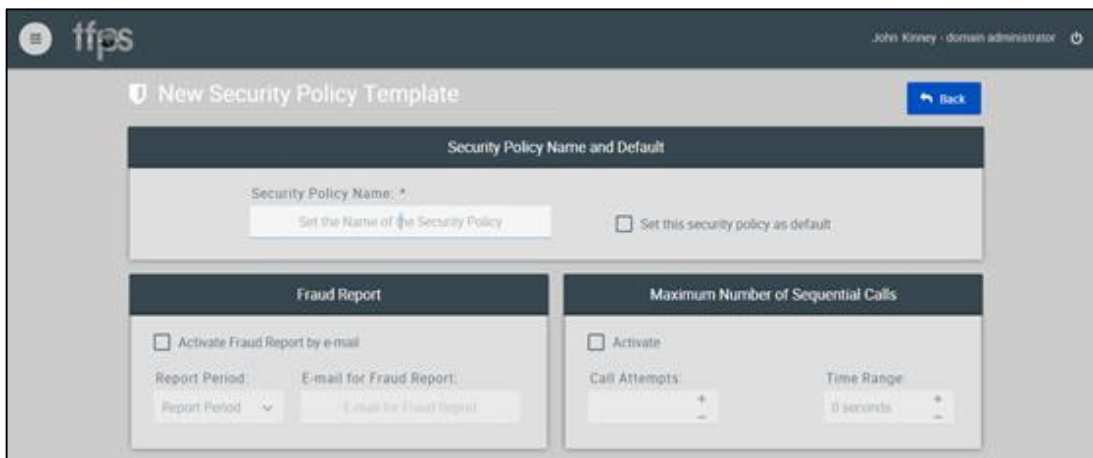 tfps
John Kinney - domain administrator
New Security Policy Template
Back
Security Policy Name and Default
Security Policy Name: *
Set the Name of the Security Policy
Set this security policy as default
Fraud Report
Activate Fraud Report by e-mail
Report Period:
E-mail for Fraud Report:
Report Period
E-mail for Fraud Report
Maximum Number of Sequential Calls
Activate
Call Attempts:
Time Range:
0 seconds